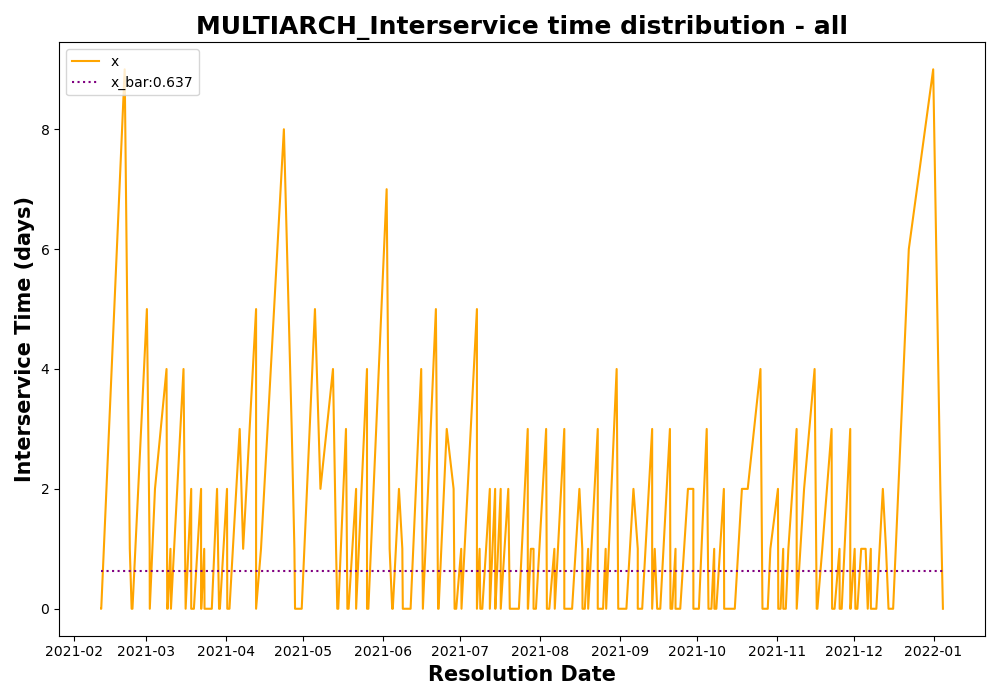 MULTIARCH_Interservice time distribution - all
x
x_bar:0.637
Interservice Time (days)
8
6
4
2
0
2021-02 2021-03 2021-04 2021-05 2021-06 2021-07 2021-08 2021-09 2021-10 2021-11 2021-12 2022-01
Resolution Date